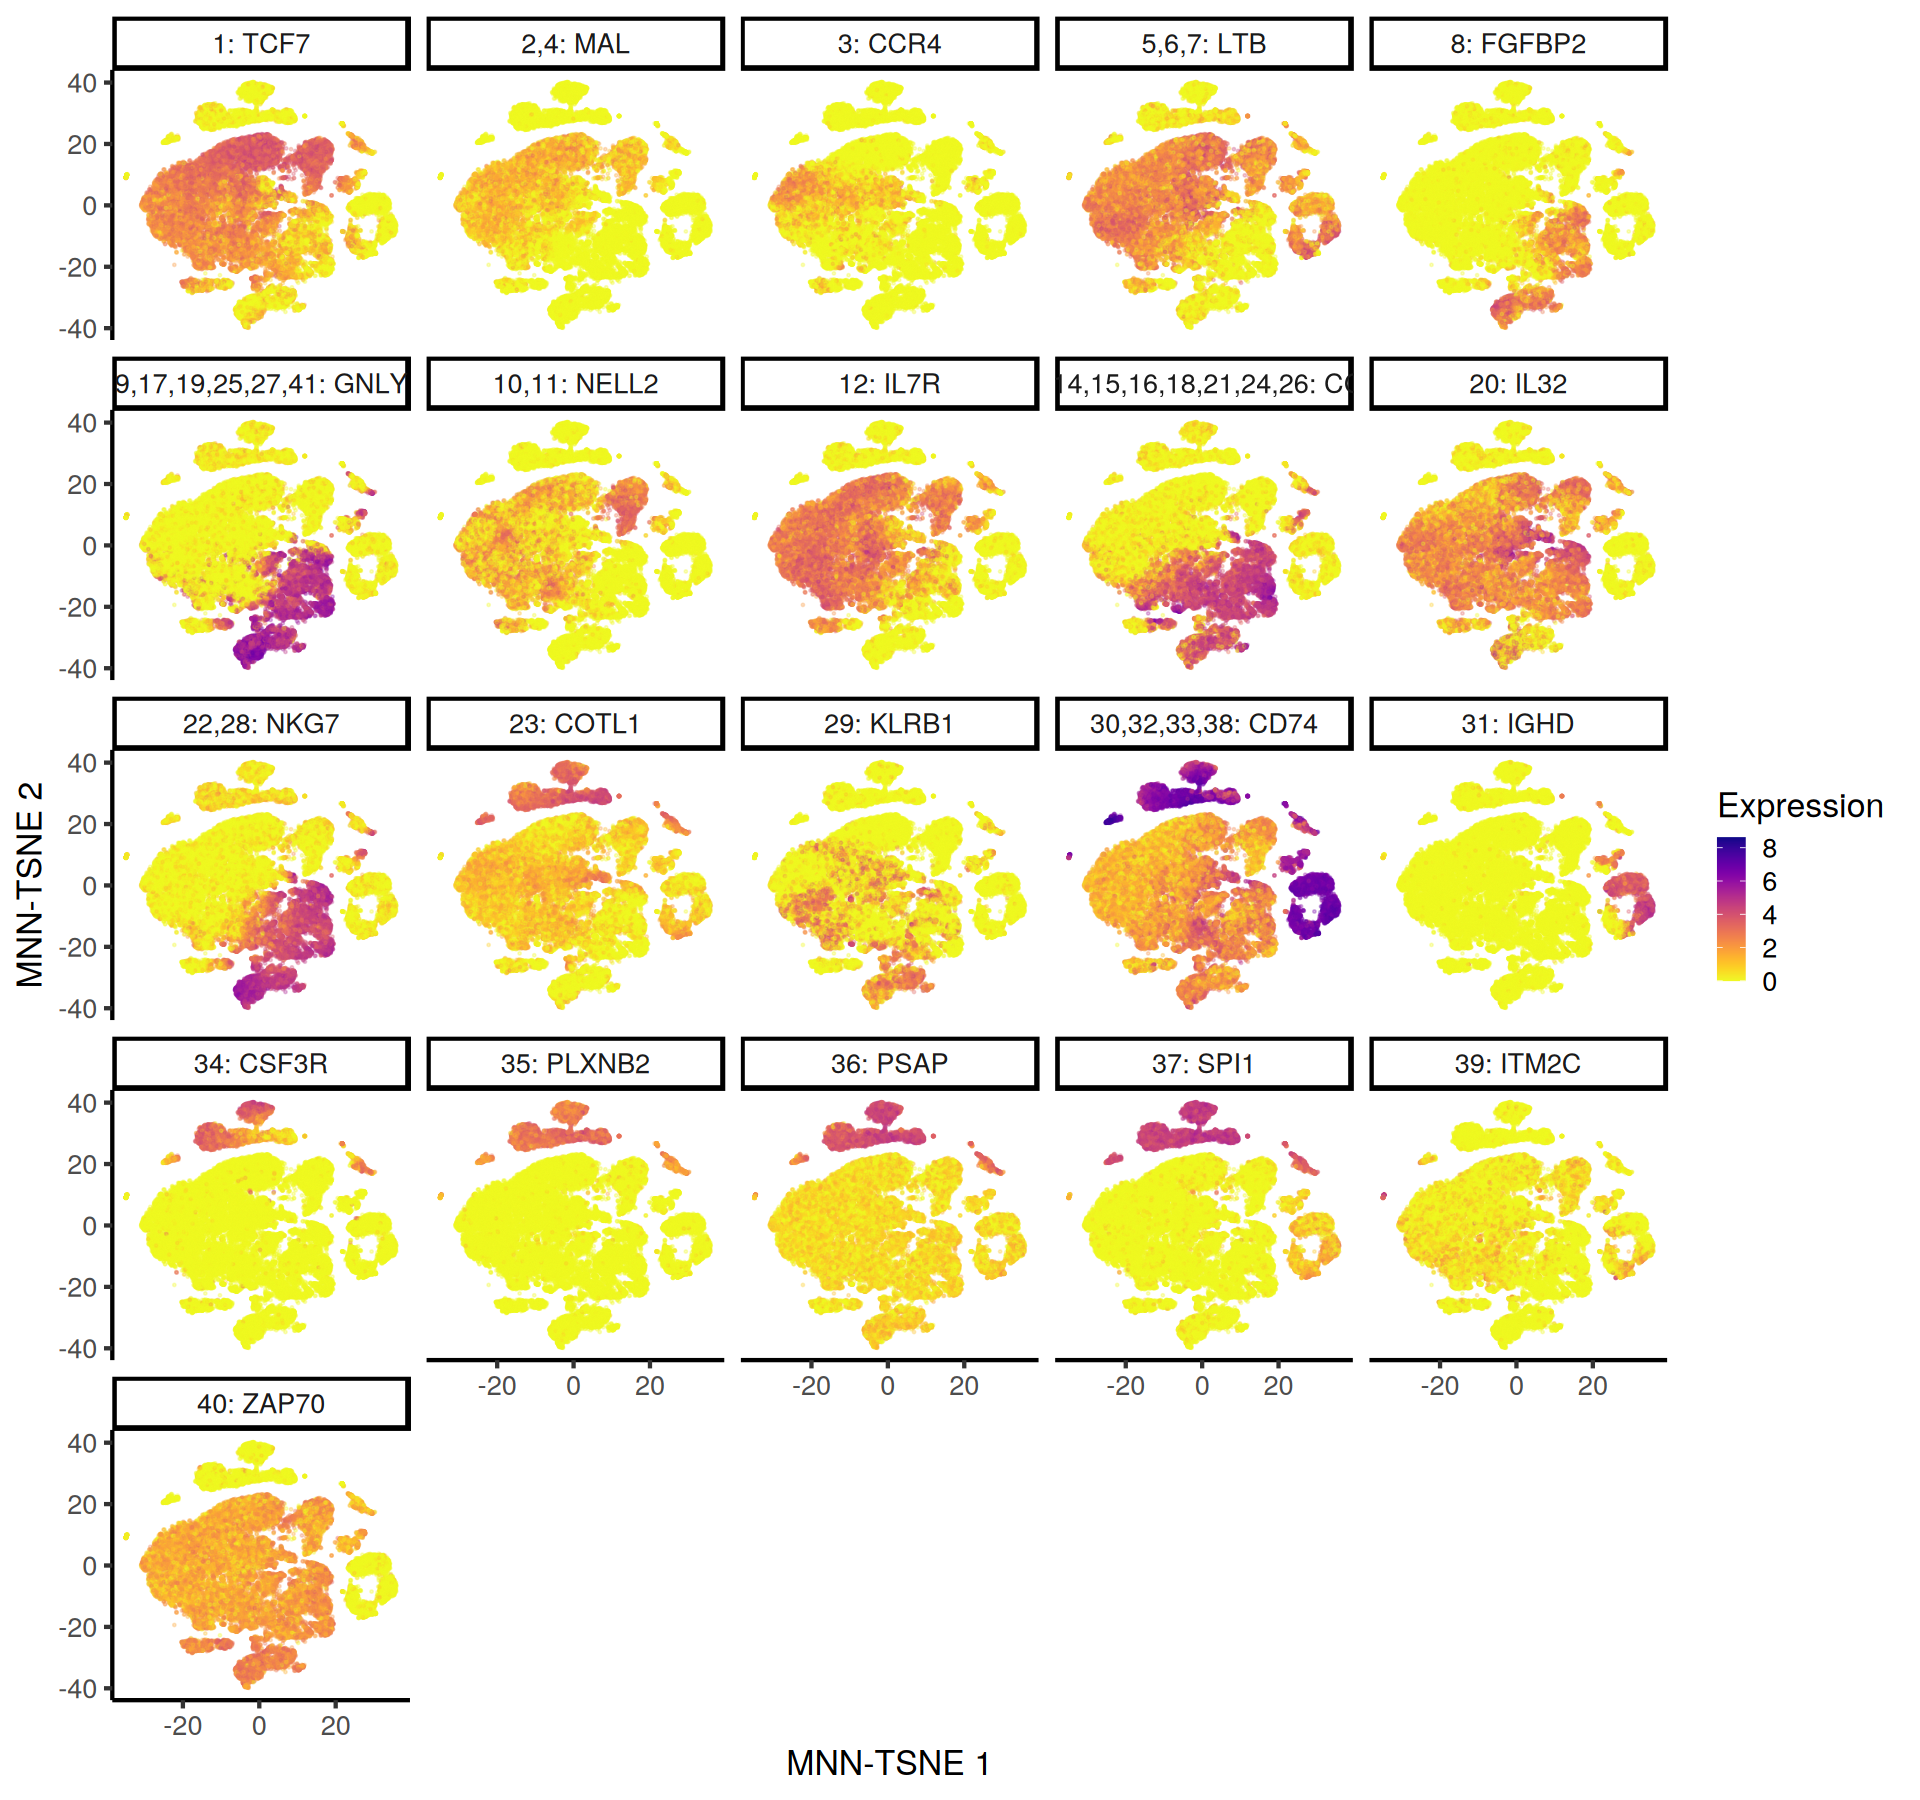 1: TCF7
2,4: MAL
3: CCR4
5,6,7: LTB
8: FGFBP2
40
20
0
-20
-40
9,17,19,25,27,41: GNLY
10,11: NELL2
12: IL7R
14,15,16,18,21,24,26: C
20: IL32
40
20
0
-20
-40
22,28: NKG7
23: COTL1
29: KLRB1
30,32,33,38: CD74
31: IGHD
40
20
0
-20
-40
34: CSF3R
35: PLXNB2
36: PSAP
37: SPI1
39: ITM2C
40
20
0
-20
-40
-20 0 20
-20 0 20
-20 0 20
-20 0 20
40: ZAP70
40
20
0
-20
-40
-20 0 20
MNN-TSNE 1
MNN-TSNE 2
Expression
8
6
4
2
0